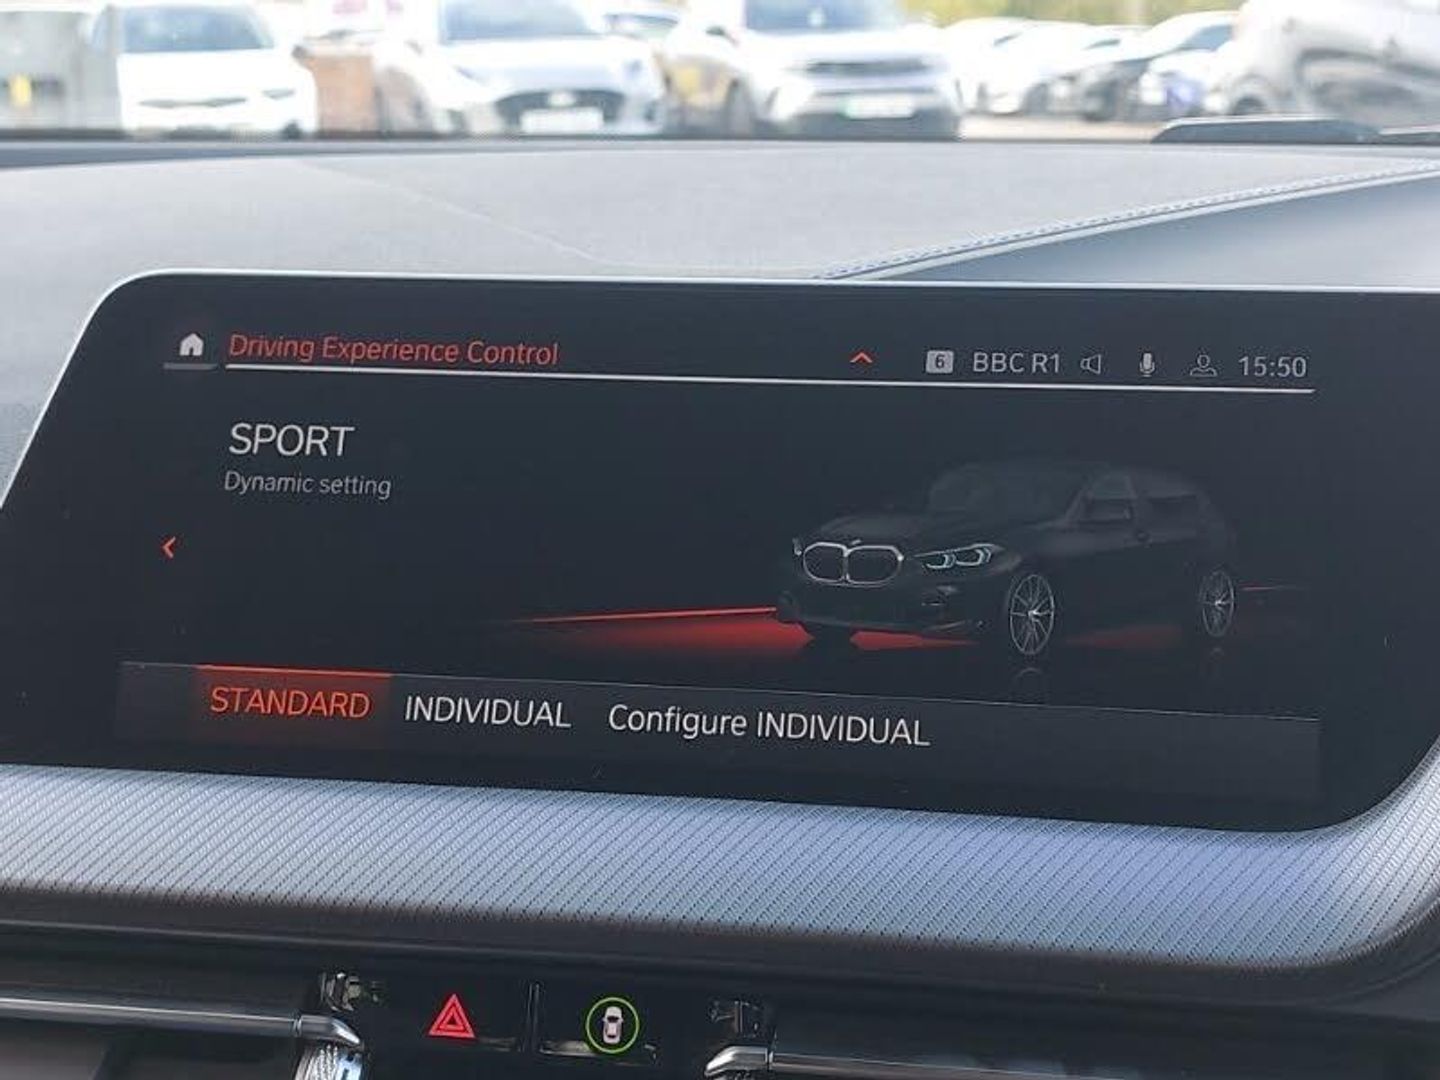 Driving Experience Control
6 BBC R1 15:50
SPORT
Dynamic setting
STANDARD INDIVIDUAL Configure INDIVIDUAL